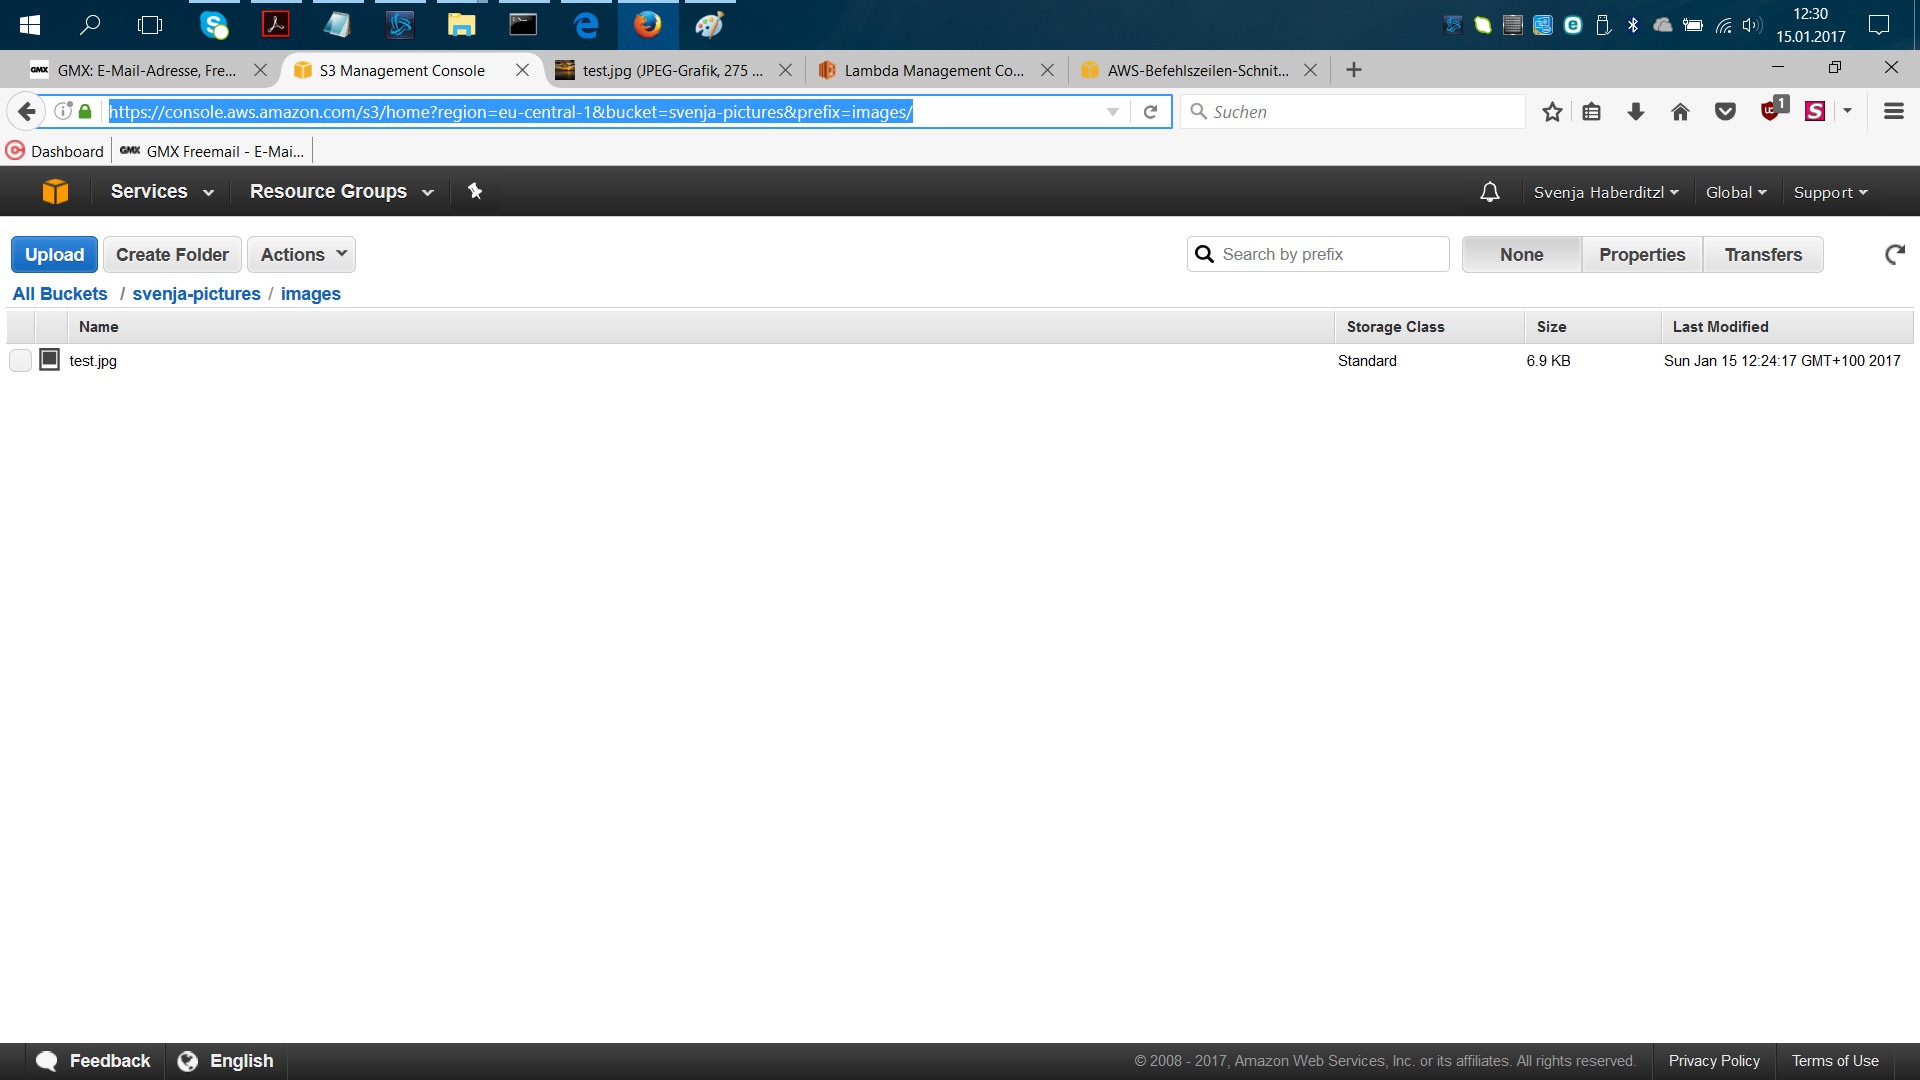 12:30
15.01.2017
GMX GMX: E-Mail-Adresse, Fre...
S3 Management Console
test.jpg (JPEG-Grafik, 275 ...
Lambda Management Co...
AWS-Befehlszeilen-Schnit...
https://console.aws.amazon.com/s3/home?region=eu-central-1&bucket=svenja-pictures&prefix=images/
Suchen
1
S
Dashboard
GMX GMX Freemail - E-Mai...
Services
Resource Groups
Svenja Haberditzl
Global
Support
Upload
Create Folder
Actions
Search by prefix
None
Properties
Transfers
All Buckets / svenja-pictures / images
Name
Storage Class
Size
Last Modified
test.jpg
Standard
6.9 KB
Sun Jan 15 12:24:17 GMT+100 2017
Feedback
English
© 2008 - 2017, Amazon Web Services, Inc. or its affiliates. All rights reserved.
Privacy Policy
Terms of Use